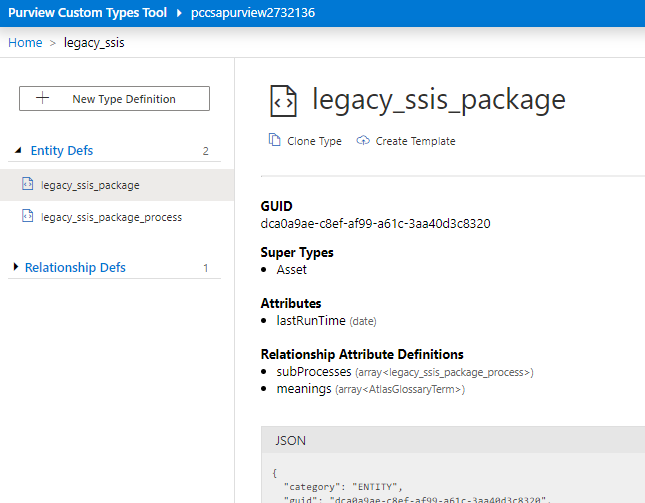 Purview Custom Types Tool pccsapurview2732136
Home > legacy_ssis
New Type Definition
Entity Defs 2
legacy_ssis_package
legacy_ssis_package_process
Relationship Defs 1
legacy_ssis_package
Clone Type Create Template
GUID
dca0a9ae-c8ef-af99-a61c-3aa40d3c8320
Super Types
• Asset
Attributes
• lastRunTime (date)
Relationship Attribute Definitions
• subProcesses (array<legacy_ssis_package_process>)
• meanings (array<AtlasGlossaryTerm>)
JSON
{
"category": "ENTITY",
"guid": "dca0a9ae-c8ef-af99-a61c-3aa40d3c8320",